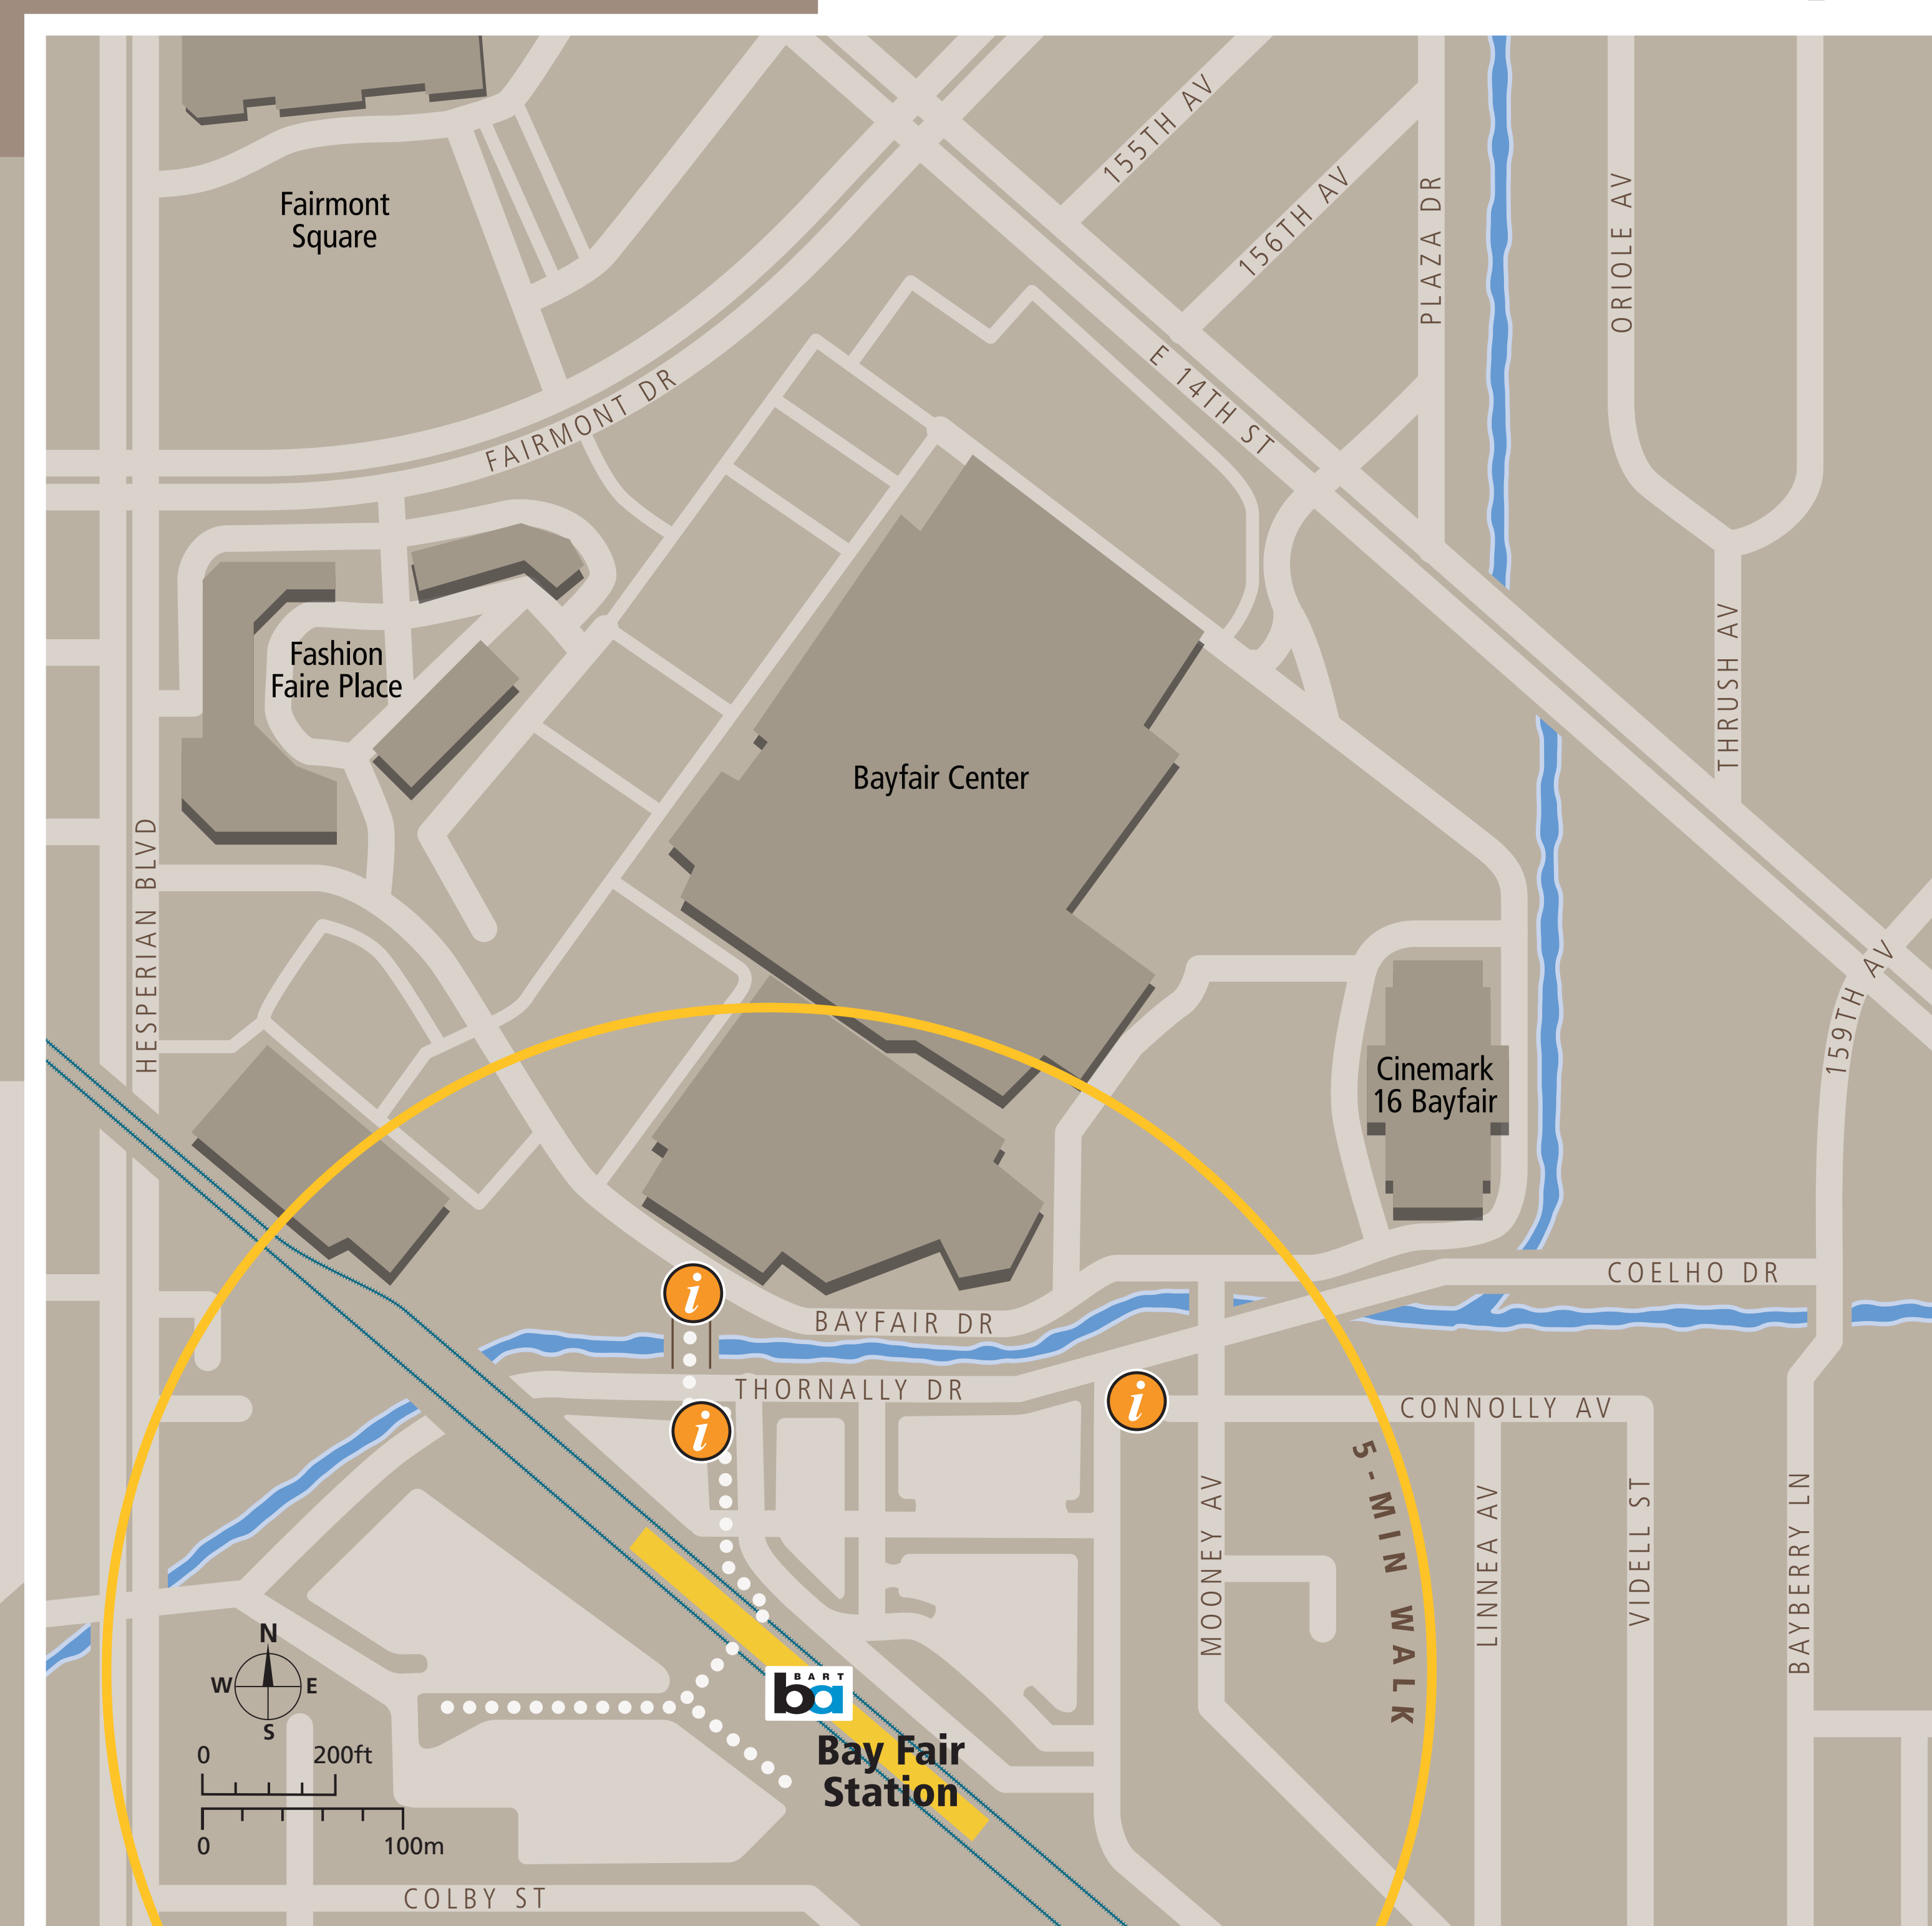 155TH AV
156TH AV
PLAZA DR
ORIOLE AV
Fairmont
Square
E 14TH ST
FAIRMONT DR
THRUSH AV
Fashion
Faire Place
Bayfair Center
HESPERIAN BLVD
159TH AV
Cinemark
16 Bayfair
COELHO DR
i
BAYFAIR DR
THORNALLY DR
i
i
CONNOLLY AV
5-MIN WALK
MOONEY AV
LINNEA AV
VIDELL ST
BAYBERRY LN
N
W E
S
BART
ba
Bay Fair
Station
0 200ft
0 100m
COLBY ST